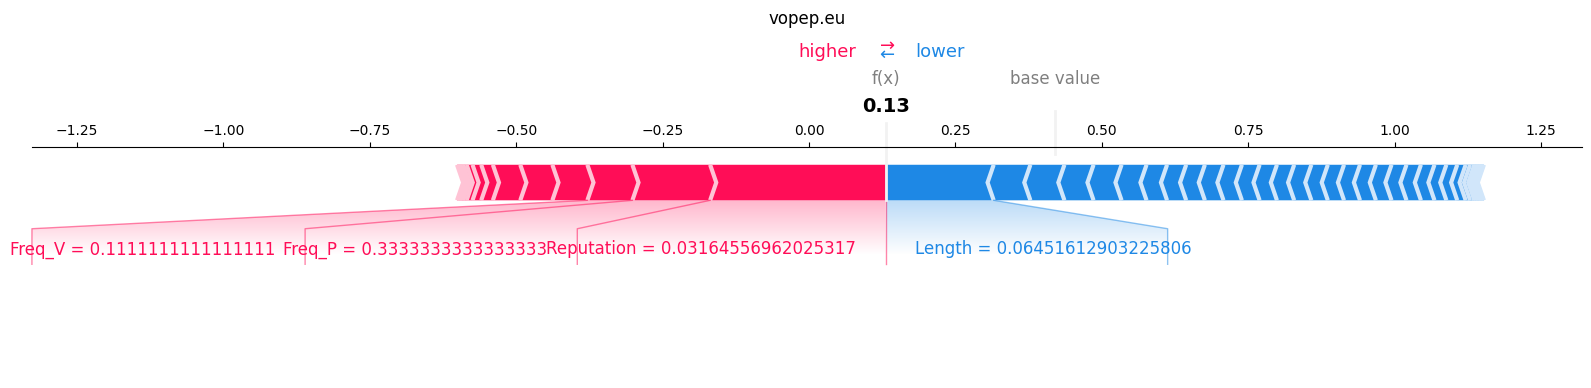 vopep.eu
higher ⇄ lower
f(x) base value
0.13
−1.25 −1.00 −0.75 −0.50 −0.25 0.00 0.25 0.50 0.75 1.00 1.25
Freq_V = 0.1111111111111111 Freq_P = 0.3333333333333333 Reputation = 0.03164556962025317 Length = 0.06451612903225806